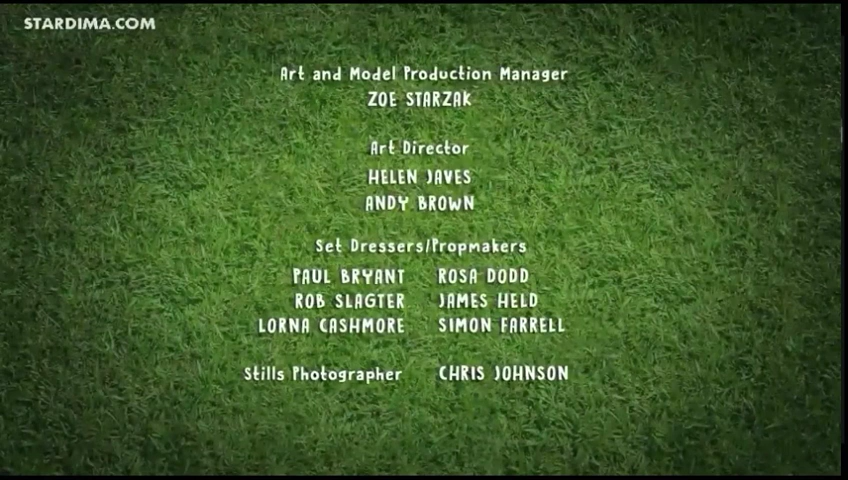 STARDIMA.COM
Art and Model Production Manager
ZOE STARZAK
Art Director
HELEN JAVES
ANDY BROWN
Set Dressers/Propmakers
PAUL BRYANT ROSA DODD
ROB SLAGTER JAMES HELD
LORNA CASHMORE SIMON FARRELL
Stills Photographer CHRIS JOHNSON